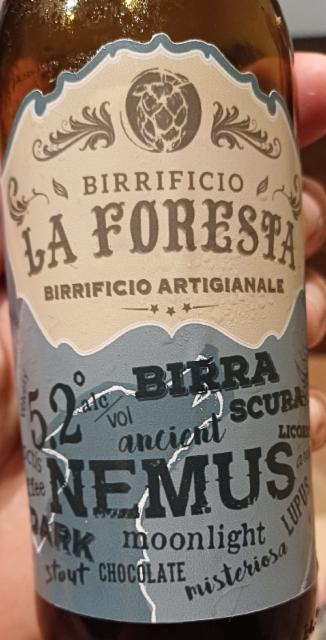 BIRRIFICIO
LA FORESTA
BIRRIFICIO ARTIGIANALE
BIRRA
5,2° alc/vol
SCURA
ancient
NEMUS
LUPUS
DARK
moonlight
stout CHOCOLATE
misteriosa